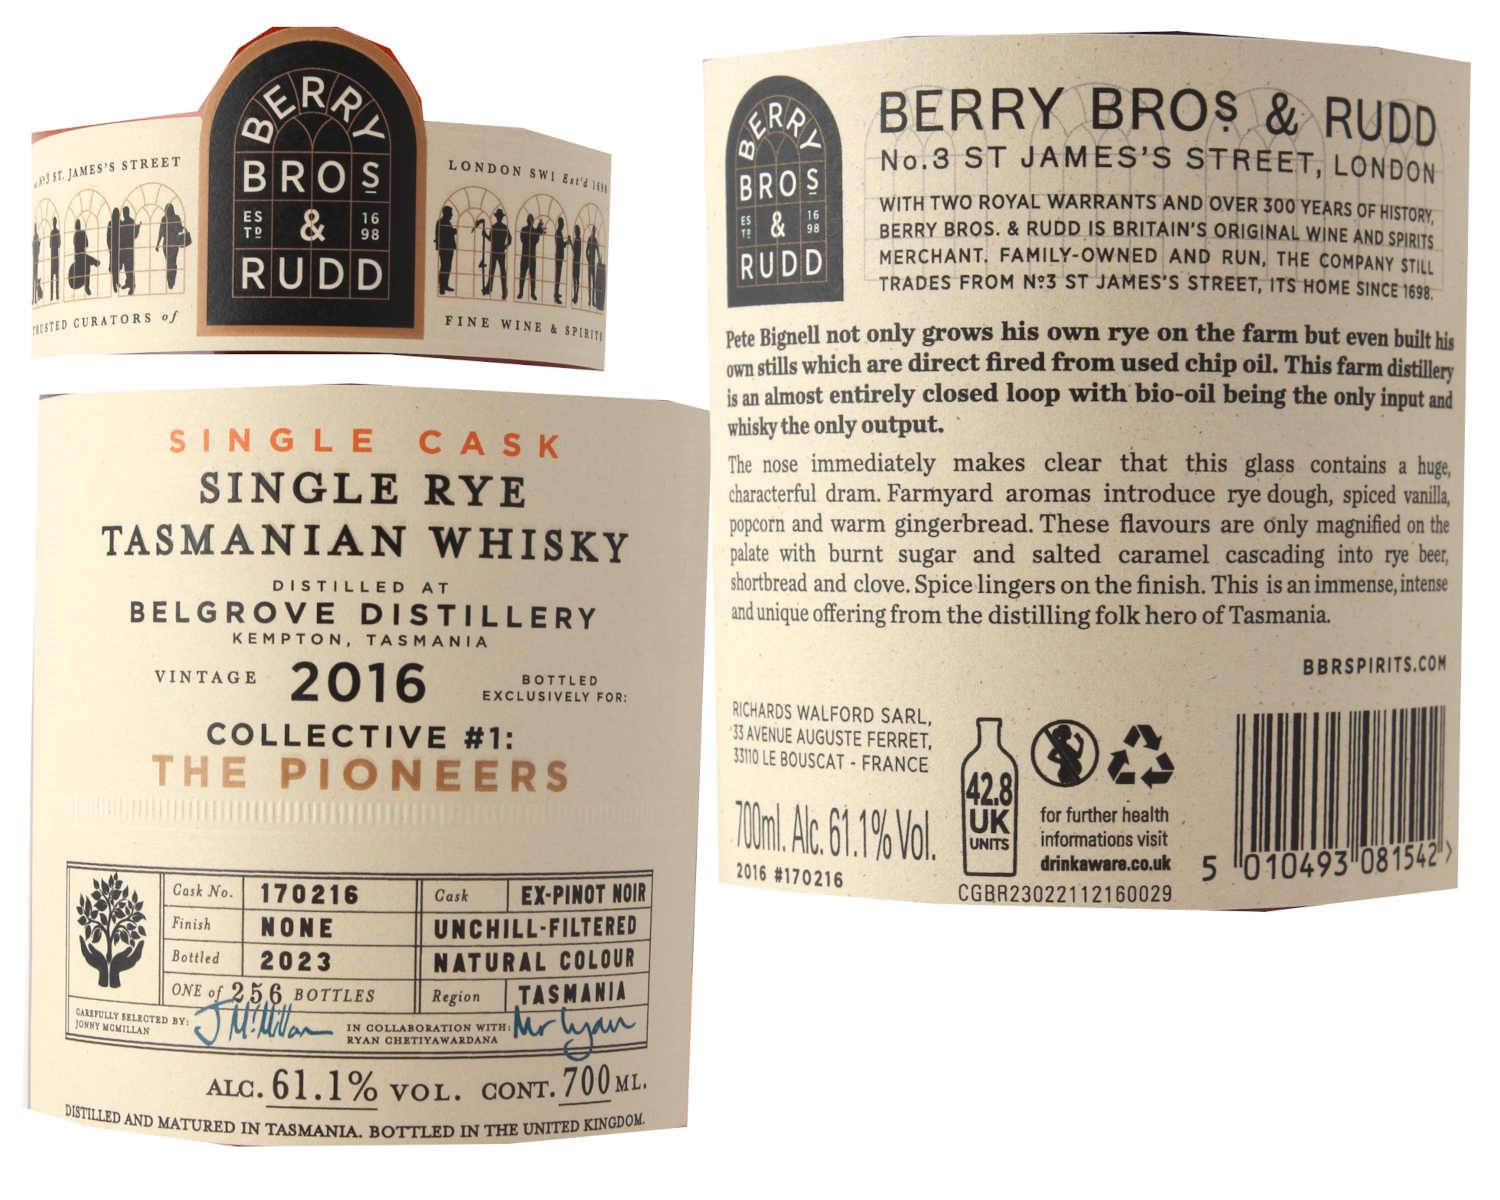 BERRY
BROS
&
RUDD
ESTD
1698
No3 ST. JAMES'S STREET
LONDON SW1 Est'd 1698
TRUSTED CURATORS of
FINE WINE & SPIRITS
SINGLE CASK
SINGLE RYE
TASMANIAN WHISKY
DISTILLED AT
BELGROVE DISTILLERY
KEMPTON, TASMANIA
VINTAGE 2016 BOTTLED
EXCLUSIVELY FOR:
COLLECTIVE #1:
THE PIONEERS
Cask No. 170216 Cask EX-PINOT NOIR
Finish NONE UNCHILL-FILTERED
Bottled 2023 NATURAL COLOUR
ONE of 256 BOTTLES Region TASMANIA
CAREFULLY SELECTED BY:
JONNY MCMILLAN
J McMillan
IN COLLABORATION WITH:
RYAN CHETIYAWARDANA
Mr Lyan
ALC. 61.1% VOL. CONT. 700 ML.
DISTILLED AND MATURED IN TASMANIA. BOTTLED IN THE UNITED KINGDOM.
BERRY
BROS
&
RUDD
ESTD
1698
BERRY BROS & RUDD
No.3 ST JAMES'S STREET, LONDON
WITH TWO ROYAL WARRANTS AND OVER 300 YEARS OF HISTORY,
BERRY BROS. & RUDD IS BRITAIN'S ORIGINAL WINE AND SPIRITS
MERCHANT. FAMILY-OWNED AND RUN, THE COMPANY STILL
TRADES FROM Nº3 ST JAMES'S STREET, ITS HOME SINCE 1698.
Pete Bignell not only grows his own rye on the farm but even built his
own stills which are direct fired from used chip oil. This farm distillery
is an almost entirely closed loop with bio-oil being the only input and
whisky the only output.
The nose immediately makes clear that this glass contains a huge,
characterful dram. Farmyard aromas introduce rye dough, spiced vanilla,
popcorn and warm gingerbread. These flavours are only magnified on the
palate with burnt sugar and salted caramel cascading into rye beer,
shortbread and clove. Spice lingers on the finish. This is an immense, intense
and unique offering from the distilling folk hero of Tasmania.
BBRSPIRITS.COM
RICHARDS WALFORD SARL,
33 AVENUE AUGUSTE FERRET,
33110 LE BOUSCAT - FRANCE
700ml. Alc. 61.1% Vol.
2016 #170216
42.8
UK
UNITS
for further health
informations visit
drinkaware.co.uk
CGBR23022112160029
5 010493 081542 >